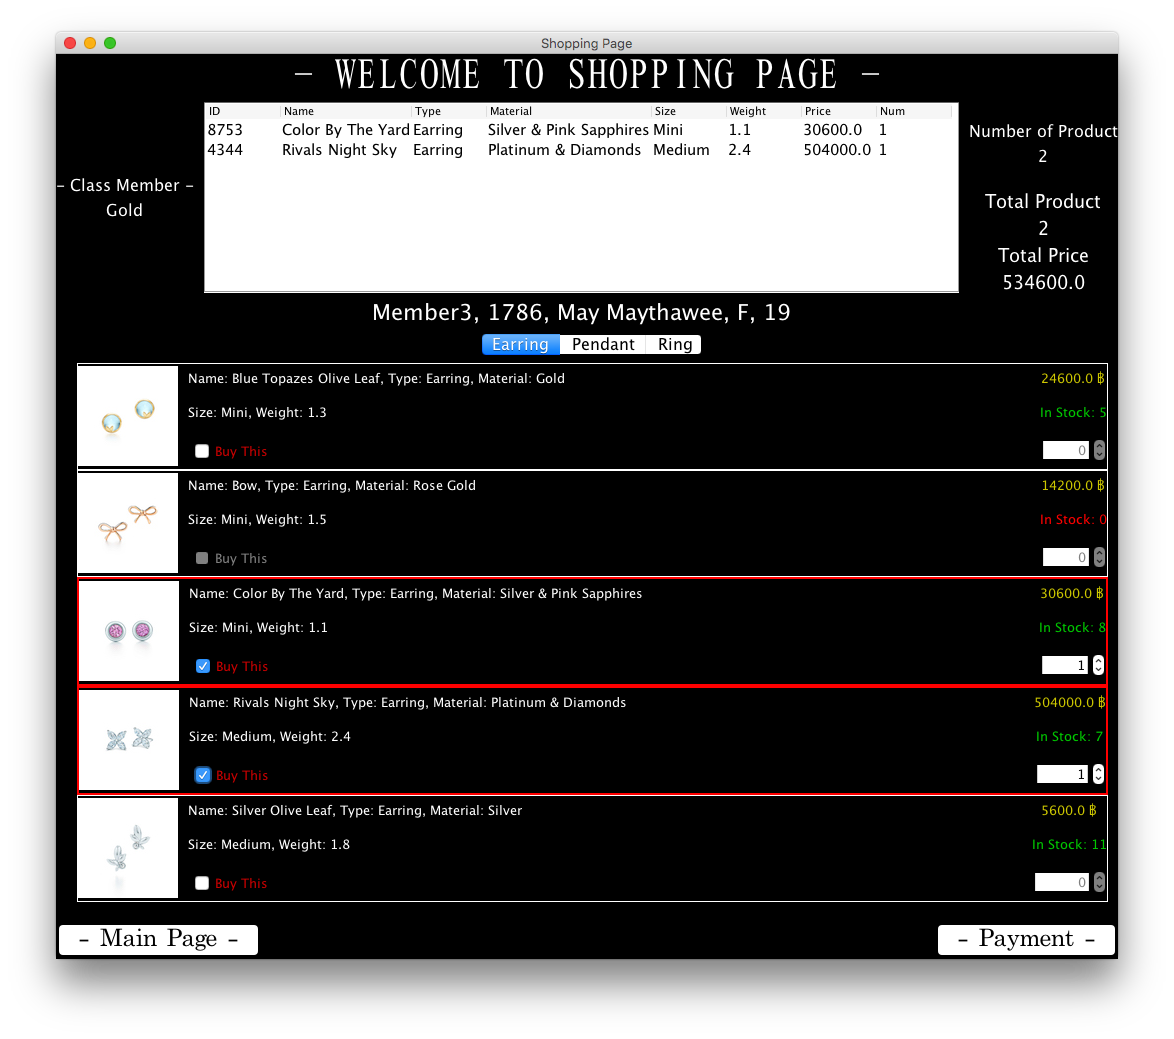 Shopping Page
- WELCOME TO SHOPPING PAGE -
ID Name Type Material Size Weight Price Num
8753 Color By The Yard Earring Silver & Pink Sapphires Mini 1.1 30600.0 1
4344 Rivals Night Sky Earring Platinum & Diamonds Medium 2.4 504000.0 1
- Class Member -
Gold
Number of Product
2
Total Product
2
Total Price
534600.0
Member3, 1786, May Maythawee, F, 19
Earring Pendant Ring
Name: Blue Topazes Olive Leaf, Type: Earring, Material: Gold 24600.0 ฿
Size: Mini, Weight: 1.3 In Stock: 5
Buy This 0
Name: Bow, Type: Earring, Material: Rose Gold 14200.0 ฿
Size: Mini, Weight: 1.5 In Stock: 0
Buy This 0
Name: Color By The Yard, Type: Earring, Material: Silver & Pink Sapphires 30600.0 ฿
Size: Mini, Weight: 1.1 In Stock: 8
Buy This 1
Name: Rivals Night Sky, Type: Earring, Material: Platinum & Diamonds 504000.0 ฿
Size: Medium, Weight: 2.4 In Stock: 7
Buy This 1
Name: Silver Olive Leaf, Type: Earring, Material: Silver 5600.0 ฿
Size: Medium, Weight: 1.8 In Stock: 11
Buy This 0
- Main Page - - Payment -